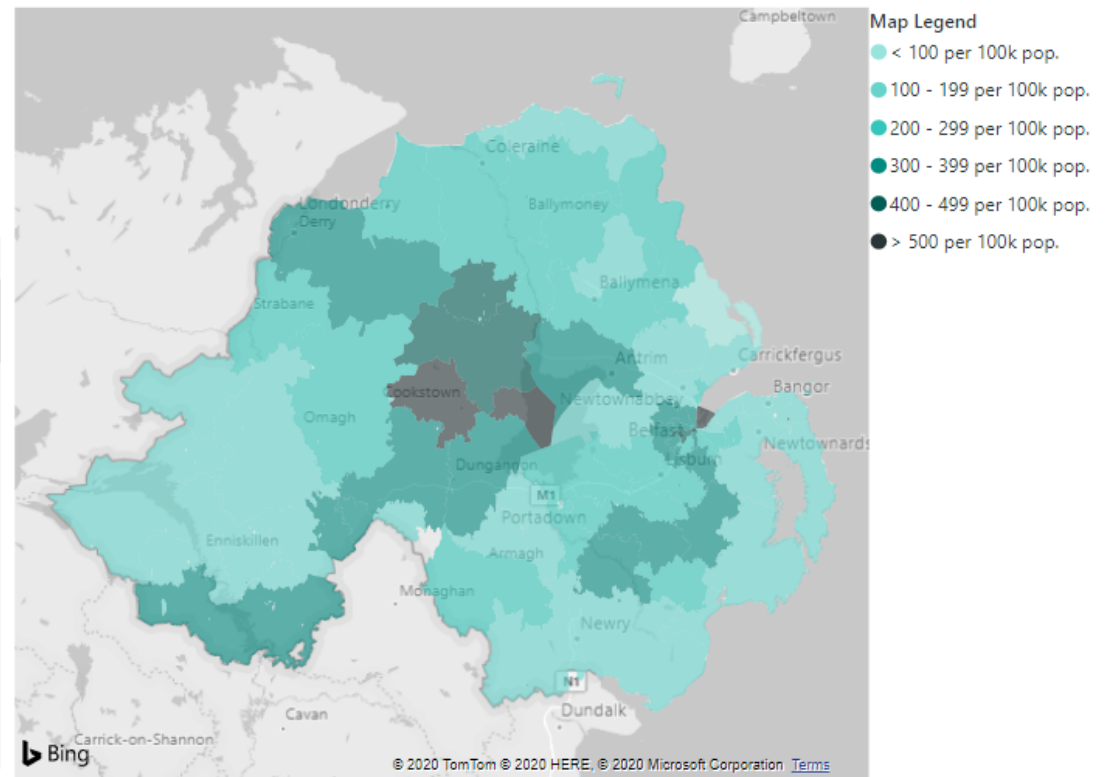 Campbeltown
Map Legend
< 100 per 100k pop.
100 - 199 per 100k pop.
200 - 299 per 100k pop.
300 - 399 per 100k pop.
400 - 499 per 100k pop.
> 500 per 100k pop.
Coleraine
Londonderry
Derry
Ballymoney
Ballymena
Strabane
Antrim
Carrickfergus
Cookstown
Bangor
Newtownabbey
Omagh
Belfast
Newtownards
Dungannon
Lisburn
M1
Portadown
Enniskillen
Armagh
Monaghan
Newry
N1
Dundalk
Cavan
Carrick-on-Shannon
Bing
© 2020 TomTom © 2020 HERE, © 2020 Microsoft Corporation Terms